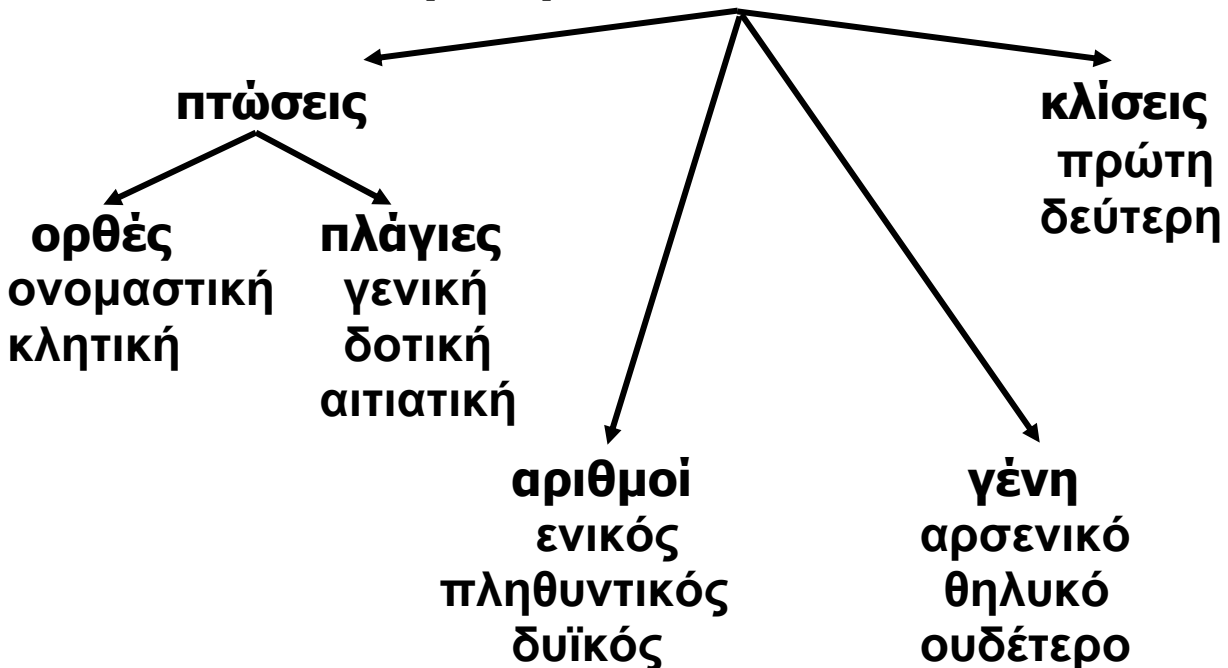 πτώσεις
ορθές
ονομαστική
κλητική
πλάγιες
γενική
δοτική
αιτιατική
αριθμοί
ενικός
πληθυντικός
δυϊκός
γένη
αρσενικό
θηλυκό
ουδέτερο
κλίσεις
πρώτη
δεύτερη